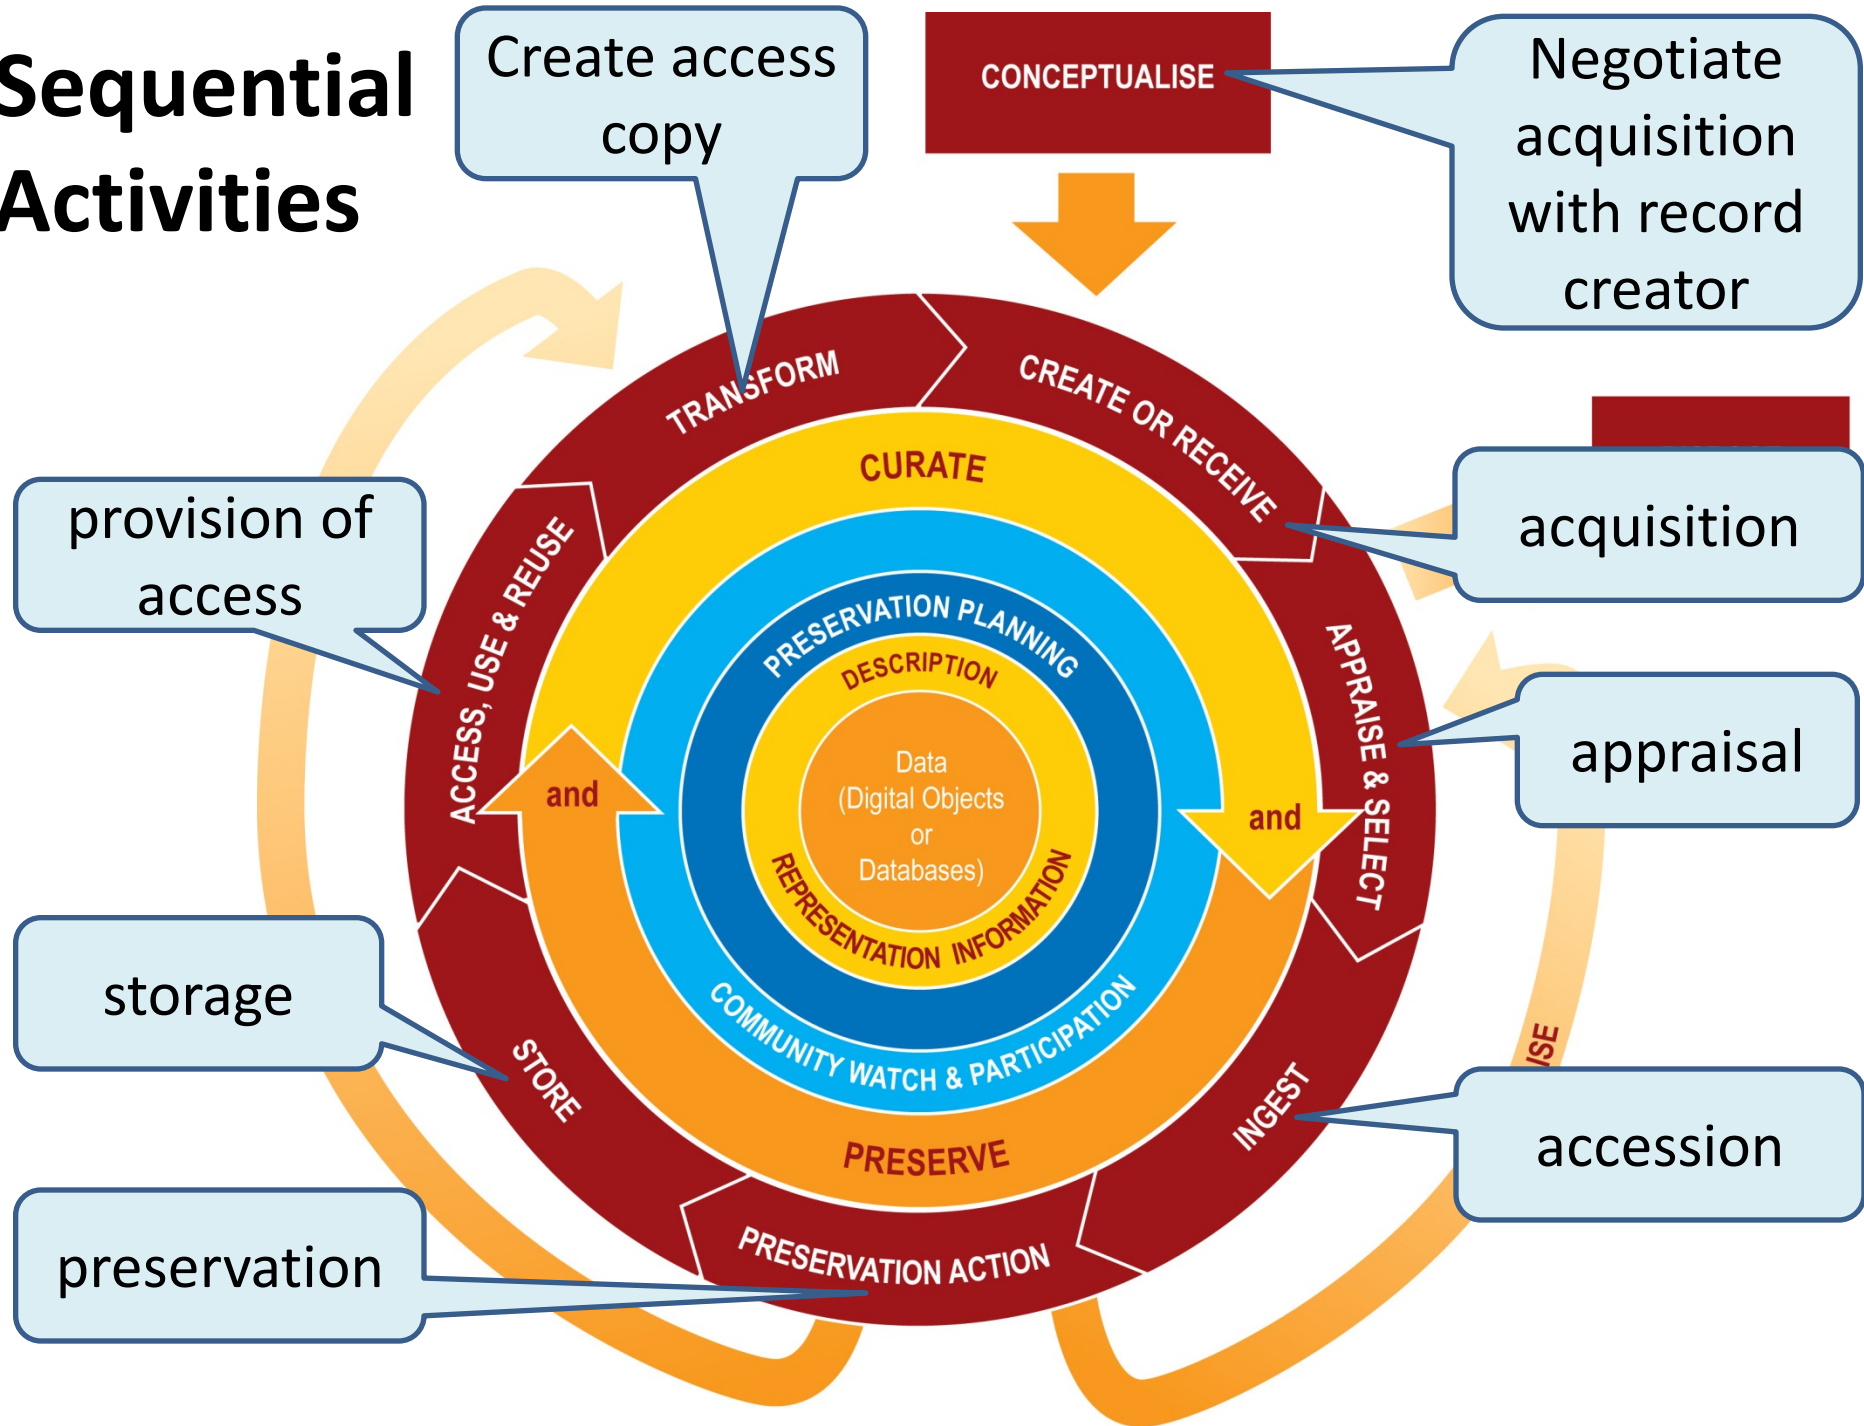 Sequential
Activities
Create access
copy
CONCEPTUALISE
Negotiate
acquisition
with record
creator
TRANSFORM
CREATE OR RECEIVE
CURATE
acquisition
provision of
access
ACCESS, USE & REUSE
APPRAISE & SELECT
appraisal
PRESERVATION PLANNING
DESCRIPTION
Data
(Digital Objects
or
Databases)
and
and
REPRESENTATION INFORMATION
COMMUNITY WATCH & PARTICIPATION
storage
STORE
INGEST
ISE
accession
PRESERVE
PRESERVATION ACTION
preservation